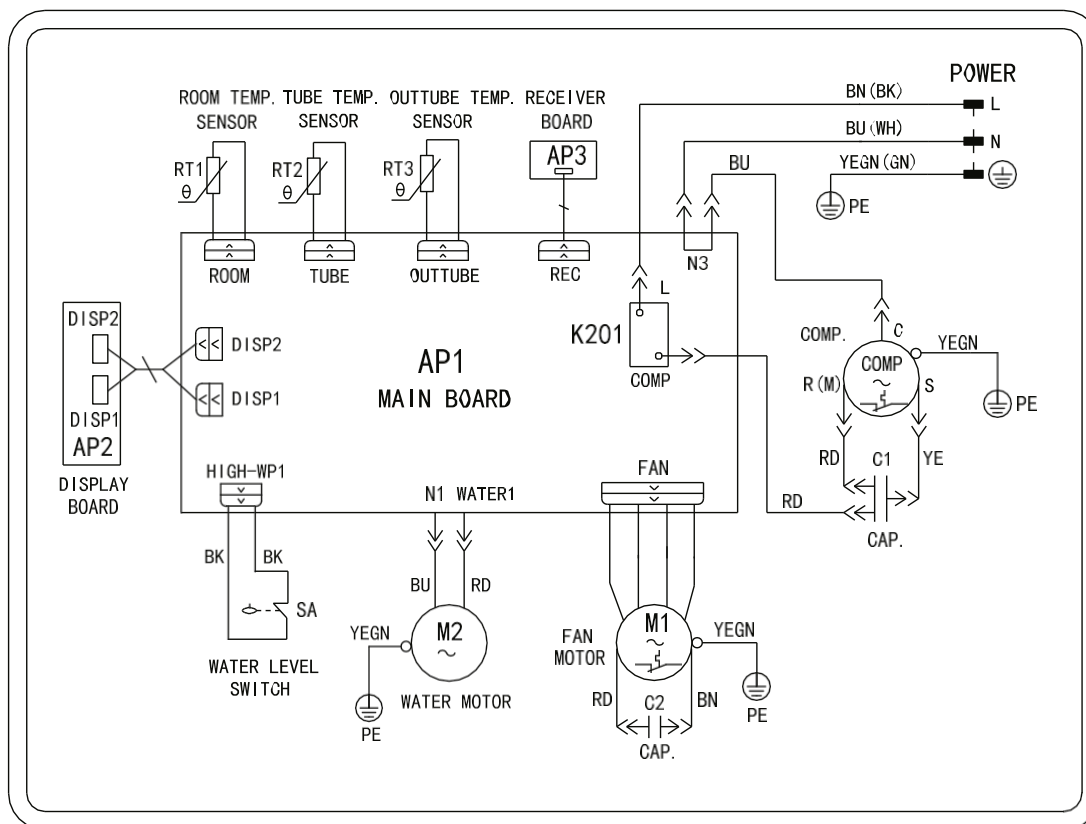 POWER
BN(BK)
L
BU(WH)
N
YEGN(GN)
PE
BU
ROOM TEMP.
SENSOR
TUBE TEMP.
SENSOR
OUTTUBE TEMP.
SENSOR
RECEIVER
BOARD
AP3
RT1
θ
RT2
θ
RT3
θ
ROOM
TUBE
OUTTUBE
REC
N3
L
K201
COMP
DISP2
DISP1
AP2
DISPLAY
BOARD
DISP2
DISP1
AP1
MAIN BOARD
COMP.
C
COMP
~
R(M)
S
YEGN
PE
RD
C1
YE
RD
CAP.
HIGH-WP1
BK
BK
SA
WATER LEVEL
SWITCH
N1
WATER1
BU
RD
M2
~
YEGN
PE
WATER MOTOR
FAN
M1
~
FAN
MOTOR
YEGN
PE
RD
C2
BN
CAP.